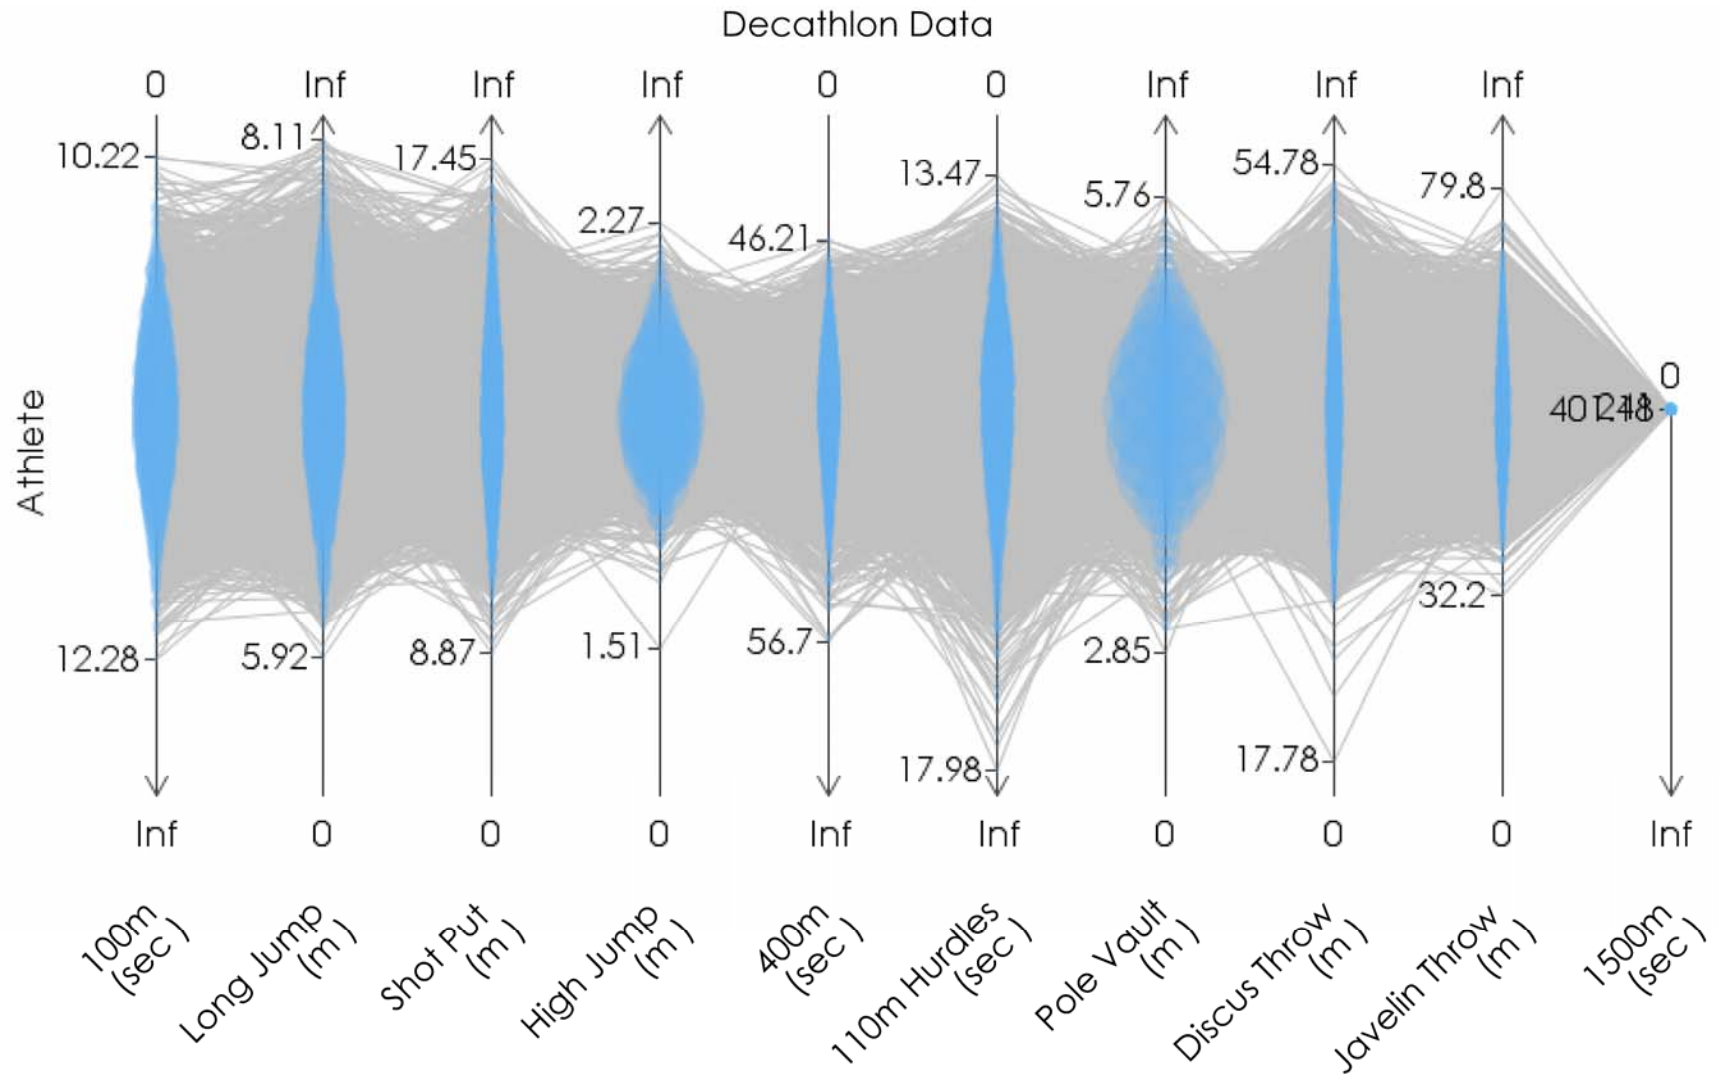 Decathlon Data
0 Inf Inf Inf 0 0 Inf Inf Inf
10.22 8.11 17.45 2.27 46.21 13.47 5.76 54.78 79.8
0
Athlete
12.28 5.92 8.87 1.51 56.7 17.98 2.85 17.78 32.2
Inf 0 0 0 Inf Inf 0 0 0 Inf
100m
(sec )
Long Jump
(m )
Shot Put
(m )
High Jump
(m )
400m
(sec )
110m Hurdles
(sec )
Pole Vault
(m )
Discus Throw
(m )
Javelin Throw
(m )
1500m
(sec )